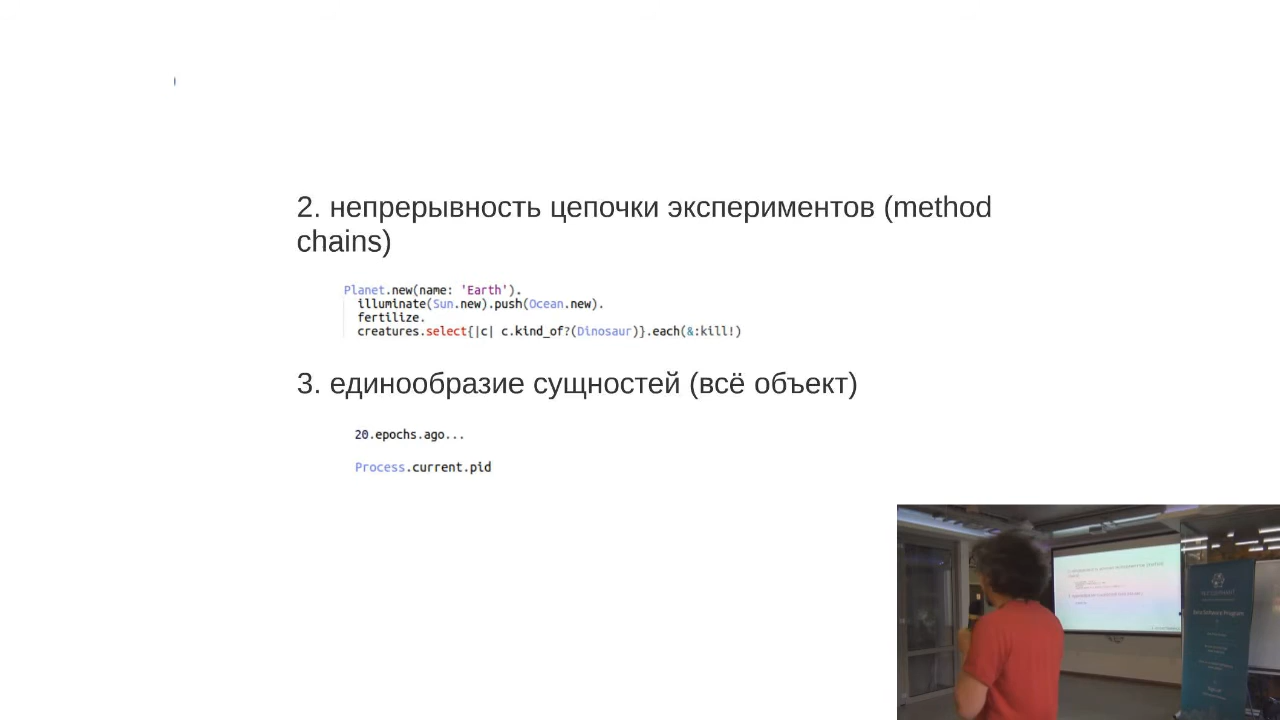 2. непрерывность цепочки экспериментов (method
chains)
Planet.new(name: 'Earth').
illuminate(Sun.new).push(Ocean.new).
fertilize.
creatures.select{|c| c.kind_of?(Dinosaur)}.each(&:kill!)
3. единообразие сущностей (всё объект)
20.epochs.ago...
Process.current.pid